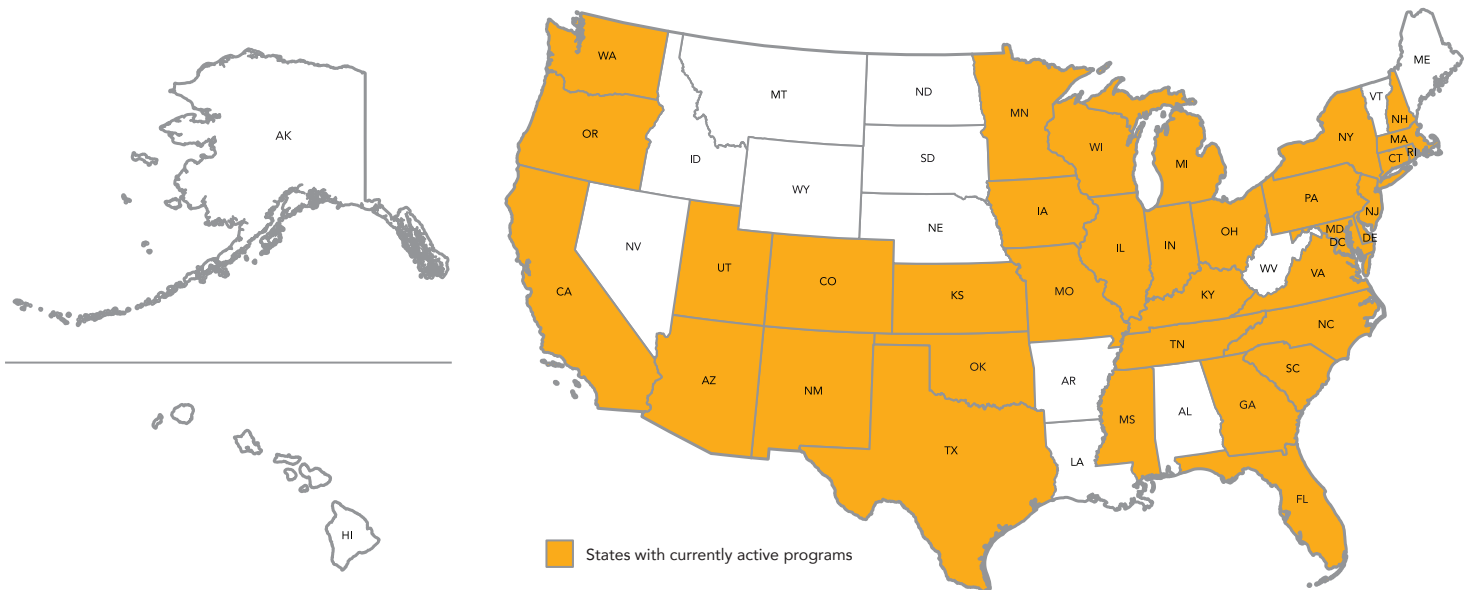 AK
HI
WA
OR
CA
ID
NV
MT
WY
UT
AZ
CO
NM
ND
SD
NE
KS
OK
TX
MN
IA
MO
AR
LA
WI
IL
MI
IN
OH
KY
TN
MS
AL
GA
FL
SC
NC
VA
WV
PA
NY
MD
DC
DE
NJ
CT
RI
MA
NH
VT
ME
States with currently active programs